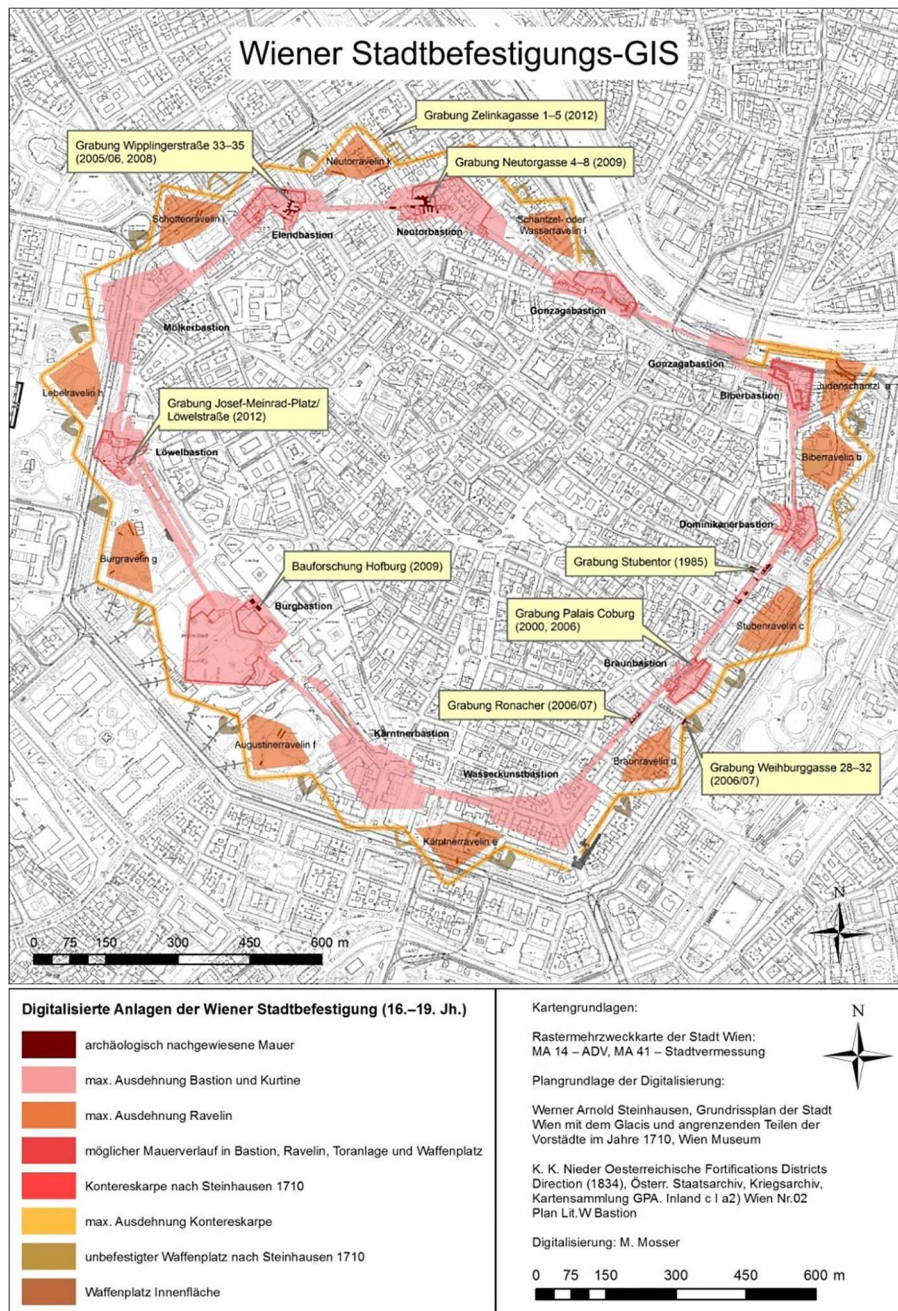 Wiener Stadtbefestigungs-GIS
Grabung Zelinkagasse 1–5 (2012)
Grabung Wipplingerstraße 33–35
(2005/06, 2008)
Neutorravelin k
Grabung Neutorgasse 4–8 (2009)
Schottenravelin i
Elendbastion
Neutorbastion
Schantzel- oder
Wasserravelin l
Mölkerbastion
Gonzagabastion
Gonzagabastion
Lebelravelin h
Biberbastion
Judenschantzl a
Grabung Josef-Meinrad-Platz/
Löwelstraße (2012)
Löwelbastion
Biberravelin b
Dominikanerbastion
Burgravelin g
Grabung Stubentor (1985)
Bauforschung Hofburg (2009)
Burgbastion
Grabung Palais Coburg
(2000, 2006)
Stubenravelin c
Braunbastion
Grabung Ronacher (2006/07)
Augustinerravelin f
Kärntnerbastion
Wasserkunstbastion
Braunravelin d
Grabung Weihburggasse 28–32
(2006/07)
Kärntnerravelin e
N
0 75 150 300 450 600 m
Digitalisierte Anlagen der Wiener Stadtbefestigung (16.–19. Jh.)
archäologisch nachgewiesene Mauer
max. Ausdehnung Bastion und Kurtine
max. Ausdehnung Ravelin
möglicher Mauerverlauf in Bastion, Ravelin, Toranlage und Waffenplatz
Kontereskarpe nach Steinhausen 1710
max. Ausdehnung Kontereskarpe
unbefestigter Waffenplatz nach Steinhausen 1710
Waffenplatz Innenfläche
Kartengrundlagen:
N
Rastermehrzweckkarte der Stadt Wien:
MA 14 – ADV, MA 41 – Stadtvermessung
Plangrundlage der Digitalisierung:
Werner Arnold Steinhausen, Grundrissplan der Stadt
Wien mit dem Glacis und angrenzenden Teilen der
Vorstädte im Jahre 1710, Wien Museum
K. K. Nieder Oesterreichische Fortifications Districts
Direction (1834), Österr. Staatsarchiv, Kriegsarchiv,
Kartensammlung GPA. Inland c I a2) Wien Nr.02
Plan Lit.W Bastion
Digitalisierung: M. Mosser
0 75 150 300 450 600 m